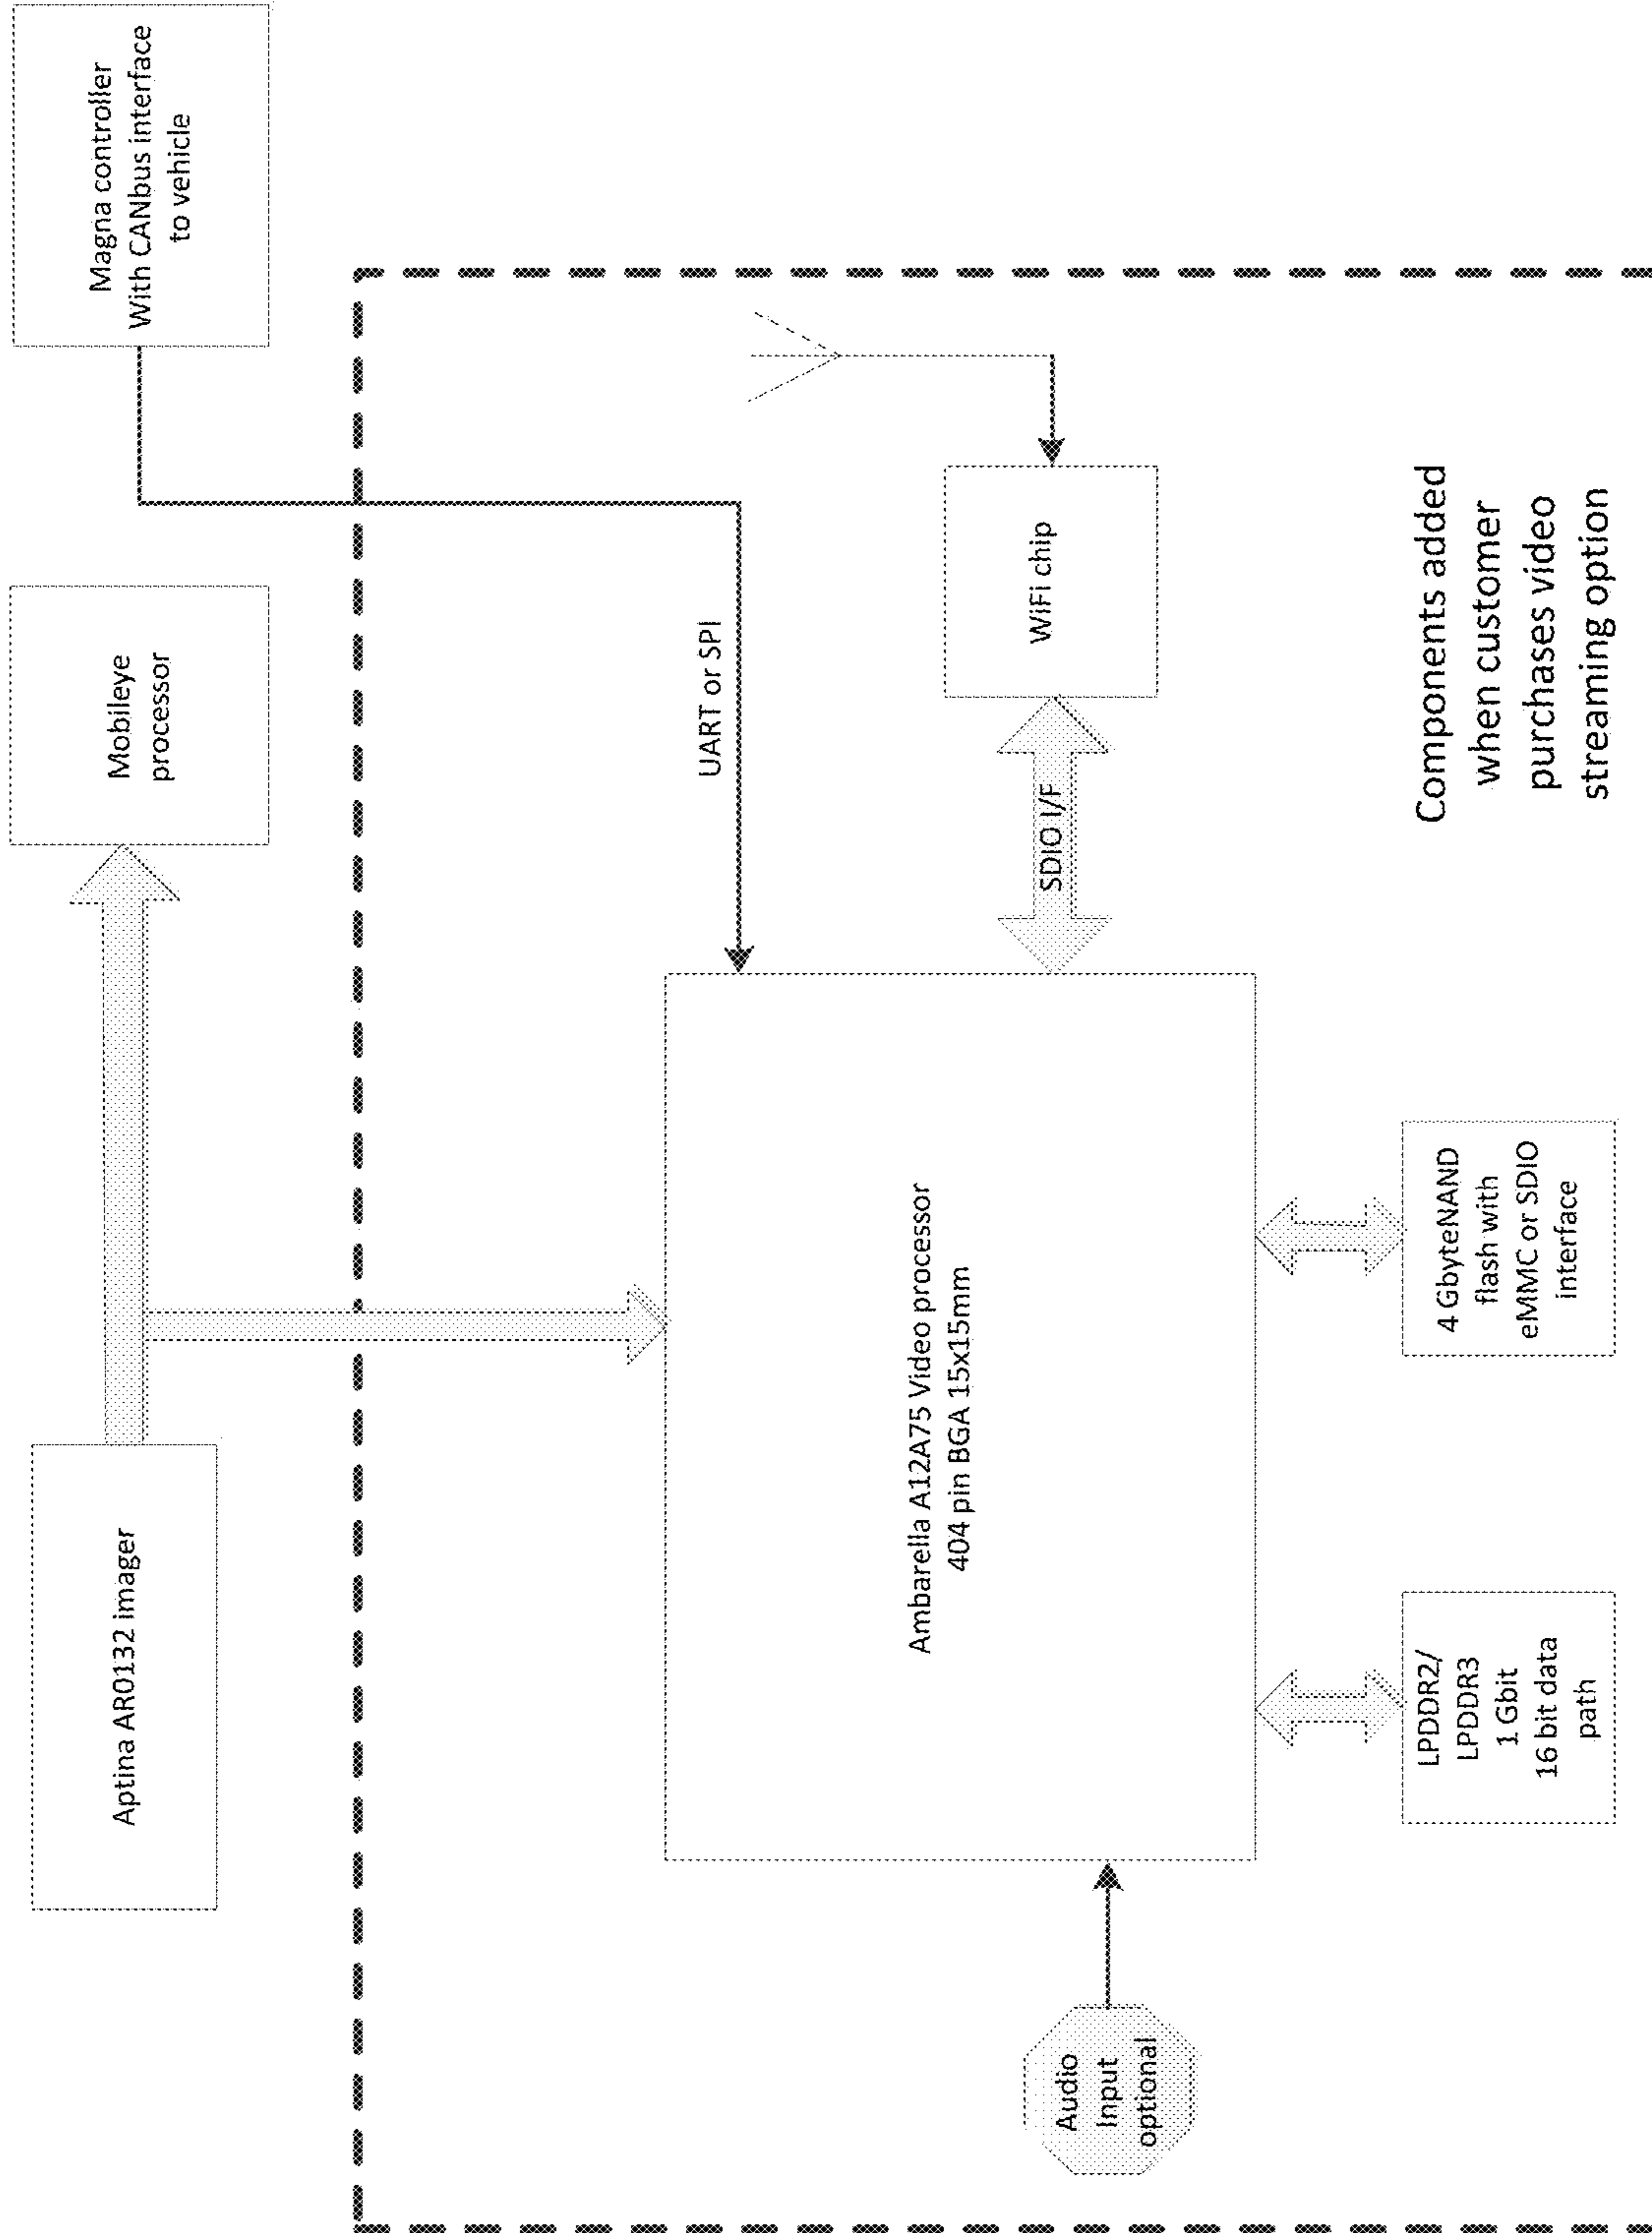 Aptina AR0132 imager
Mobileye
processor
Magna controller
With CANbus interface
to vehicle
UART or SPI
Ambarella A12A75 Video processor
404 pin BGA 15x15mm
SDIO I/F
WiFi chip
Audio
Input
optional
LPDDR2/
LPDDR3
1 Gbit
16 bit data
path
4 GbyteNAND
flash with
eMMC or SDIO
interface
Components added
when customer
purchases video
streaming option